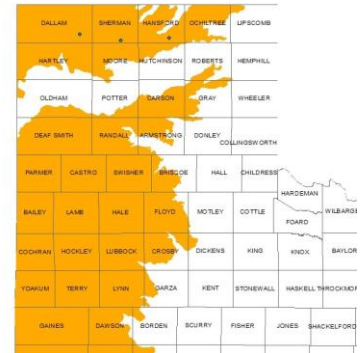 DALLAM SHERMAN HANSFORD OCHILTREE LIPSCOMB
HARTLEY MOORE HUTCHINSON ROBERTS HEMPHILL
OLDHAM POTTER CARSON GRAY WHEELER
DEAF SMITH RANDALL ARMSTRONG DONLEY
COLLINGSWORTH
PARMER CASTRO SWISHER BRISCOE HALL CHILDRESS
HARDEMAN
BAILEY LAMB HALE FLOYD MOTLEY COTTLE WILBARGE
FOARD
COCHRAN HOCKLEY LUBBOCK CROSBY DICKENS KING KNOX BAYLOR
YOAKUM TERRY LYNN GARZA KENT STONEWALL HASKELL THROCKMOR
GAINES DAWSON BORDEN SCURRY FISHER JONES SHACKELFORD